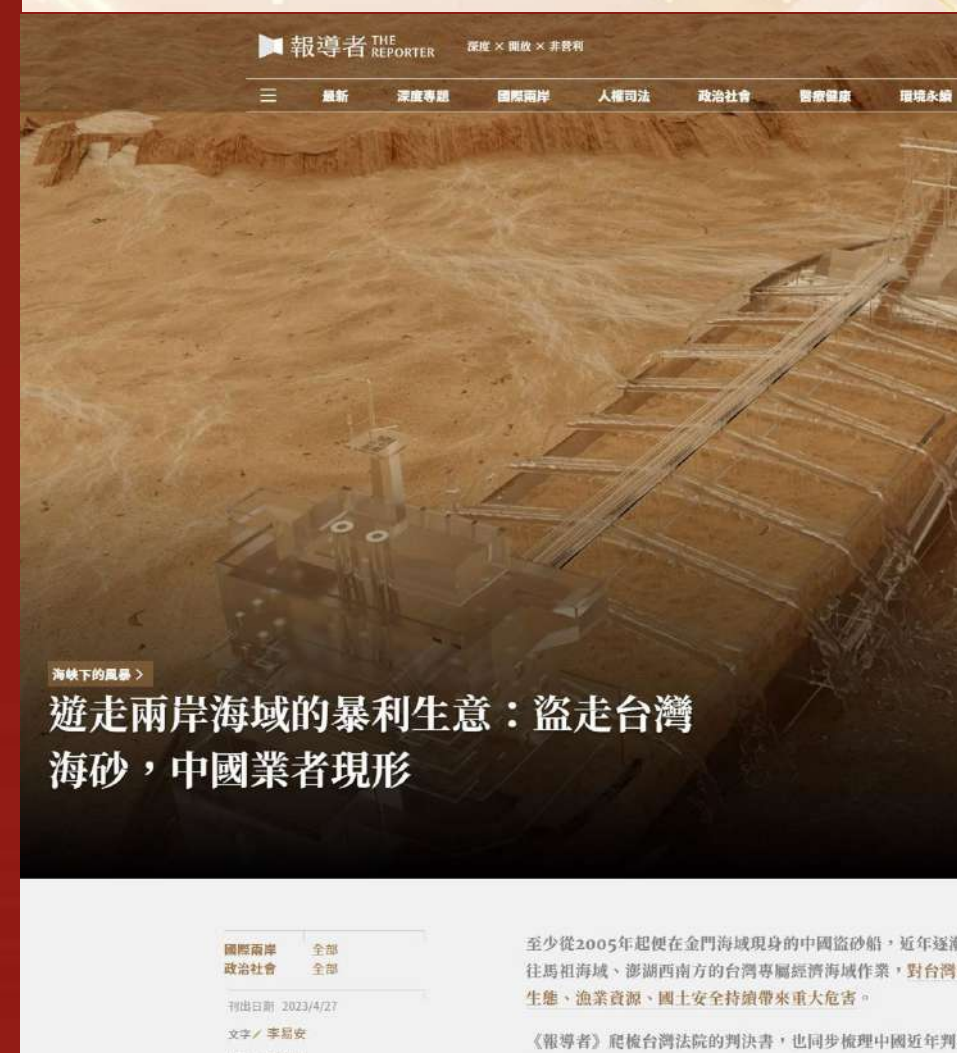 報導者 THE REPORTER
深度 × 開放 × 非營利
最新 深度專題 國際兩岸 人權司法 政治社會 醫療健康 環境永續
海峽下的風暴 >
遊走兩岸海域的暴利生意：盜走台灣
海砂，中國業者現形
國際兩岸 全部
政治社會 全部
刊出日期 2023/4/27
文字／李易安
至少從2005年起便在金門海域現身的中國盜砂船，近年逐漸
往馬祖海域、澎湖西南方的台灣專屬經濟海域作業，對台灣
生態、漁業資源、國土安全持續帶來重大危害。
《報導者》爬梳台灣法院的判決書，也同步梳理中國近年判